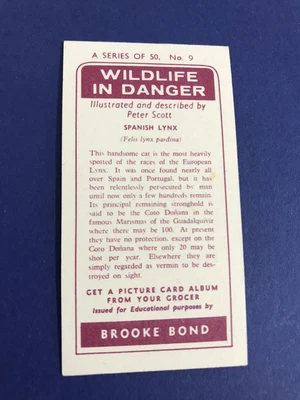 A SERIES OF 50. No. 9
WILDLIFE
IN DANGER
Illustrated and described by
Peter Scott
SPANISH LYNX
(Felis lynx pardina)
This handsome cat is the most heavily
spotted of the races of the European
Lynx. It was once found nearly all
over Spain and Portugal, but it has
been relentlessly persecuted by man
until now only a few hundreds remain.
Its principal remaining stronghold is
said to be the Coto Doñana in the
famous Marismas of the Guadalquivir
where there may be 100. At present
they have no protection, except on the
Coto Doñana where only 20 may be
shot per year. Elsewhere they are
simply regarded as vermin to be des-
troyed on sight.
GET A PICTURE CARD ALBUM
FROM YOUR GROCER
Issued for Educational purposes by
BROOKE BOND